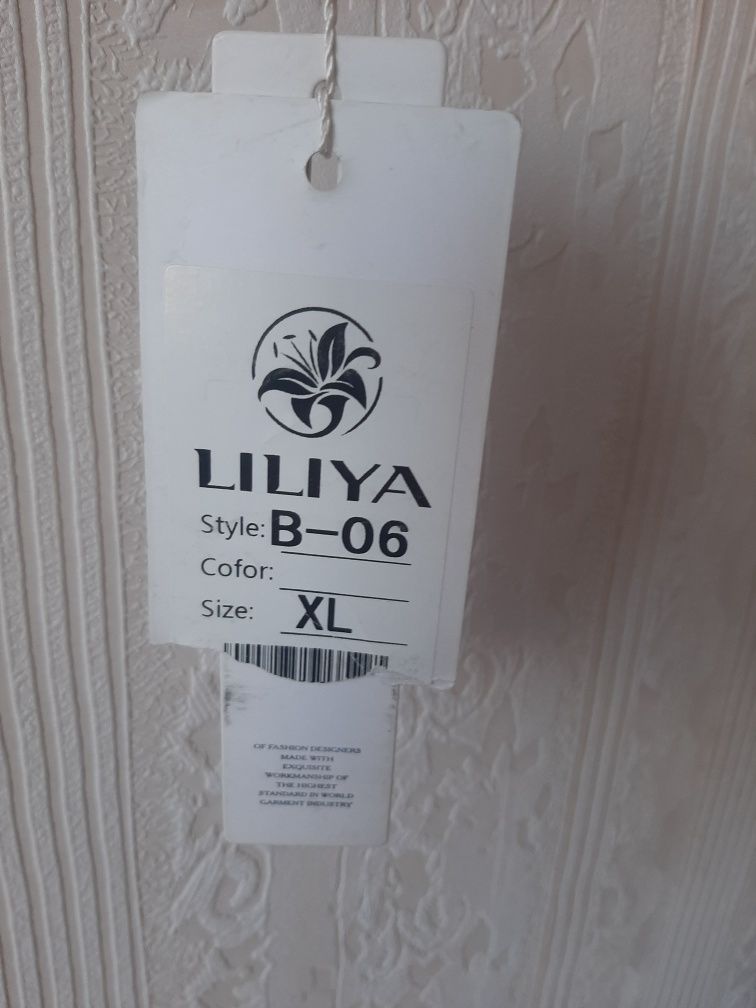 LILIYA
Style: B-06
Cofor:
Size: XL
OF FASHION DESIGNERS
MADE WITH
EXQUISITE
WORKMANSHIP OF
THE HIGHEST
STANDARD IN WORLD
GARMENT INDUSTRY